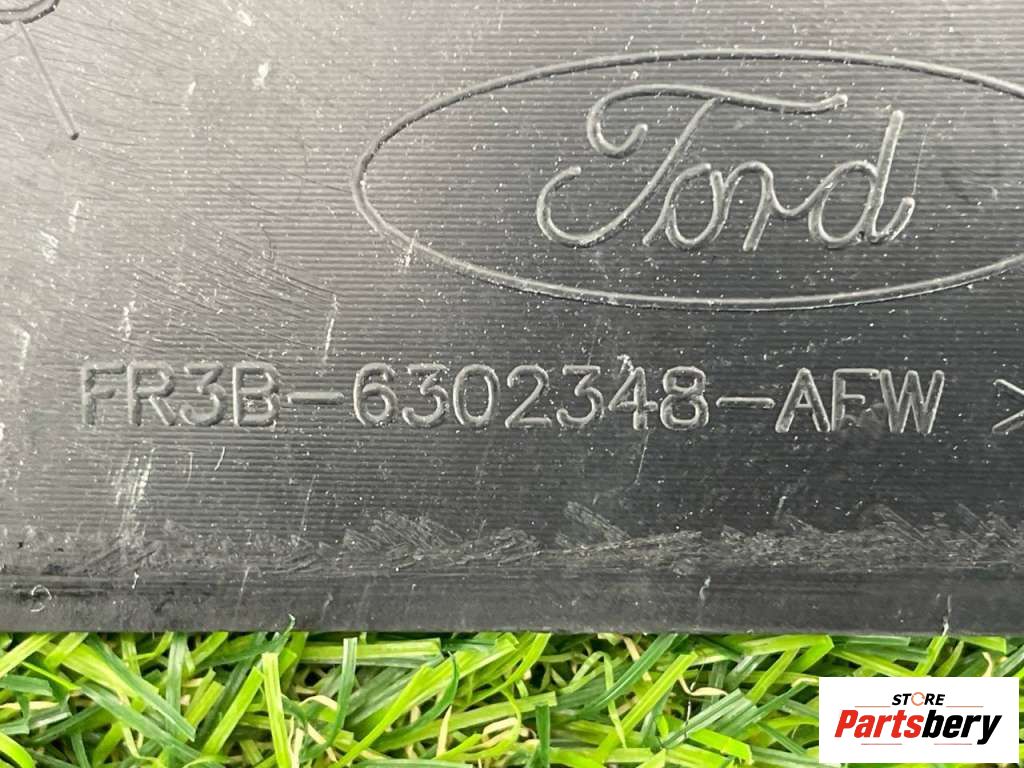 Ford
FR3B-6302348-AFW >
STORE
Partsbery